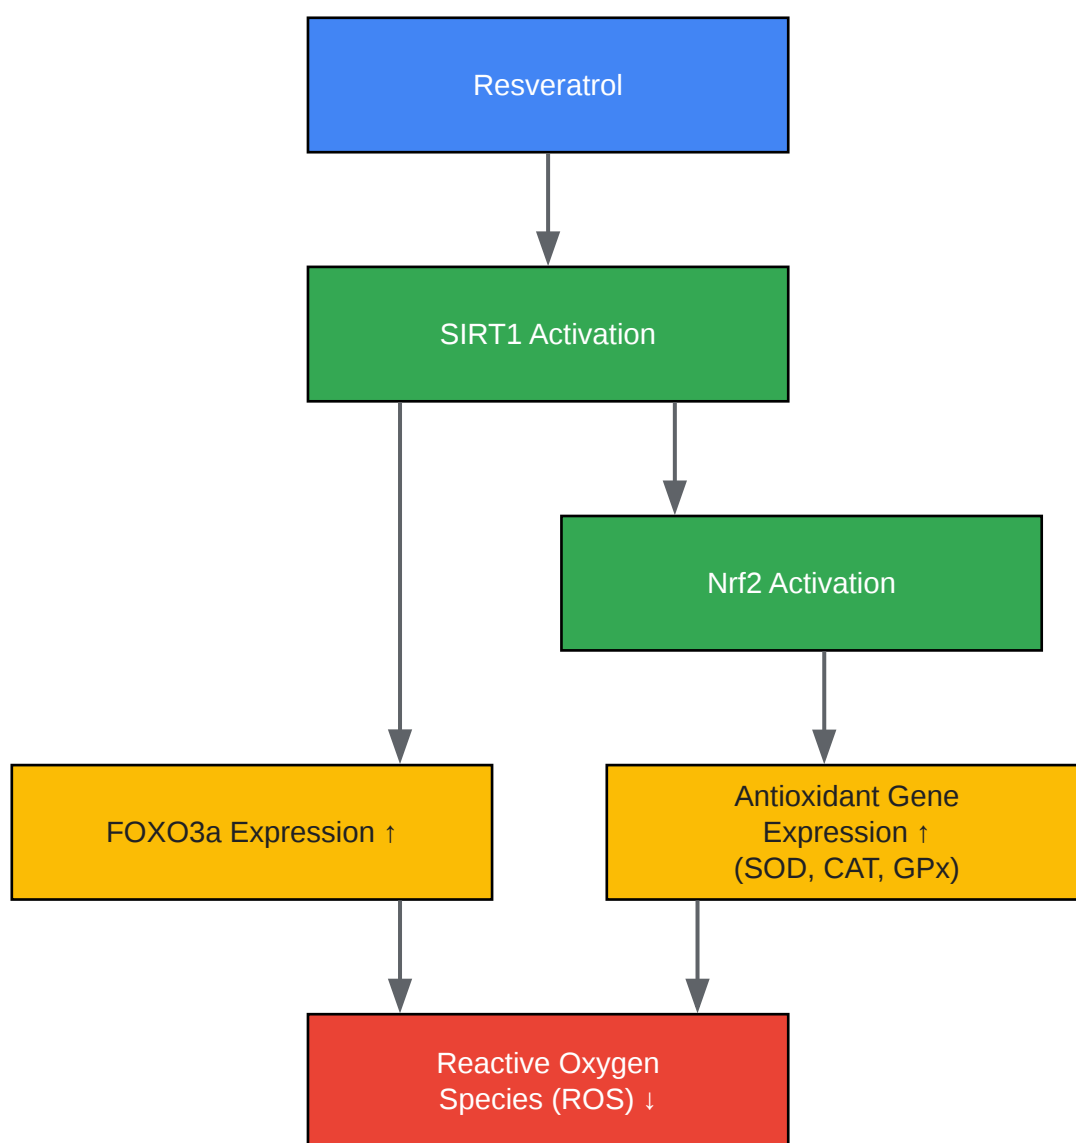 Resveratrol
SIRT1 Activation
Nrf2 Activation
FOXO3a Expression ↑
Antioxidant Gene
Expression ↑
(SOD, CAT, GPx)
Reactive Oxygen
Species (ROS) ↓